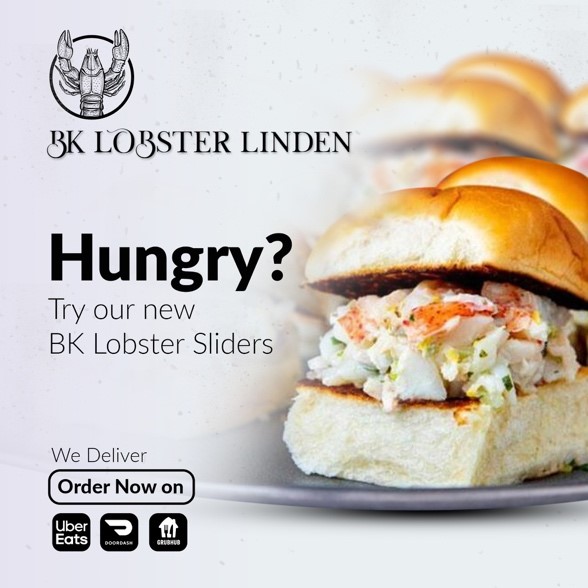 BK LOBSTER LINDEN
Hungry?
Try our new
BK Lobster Sliders
We Deliver
Order Now on
Uber
Eats
DOORDASH
GRUBHUB